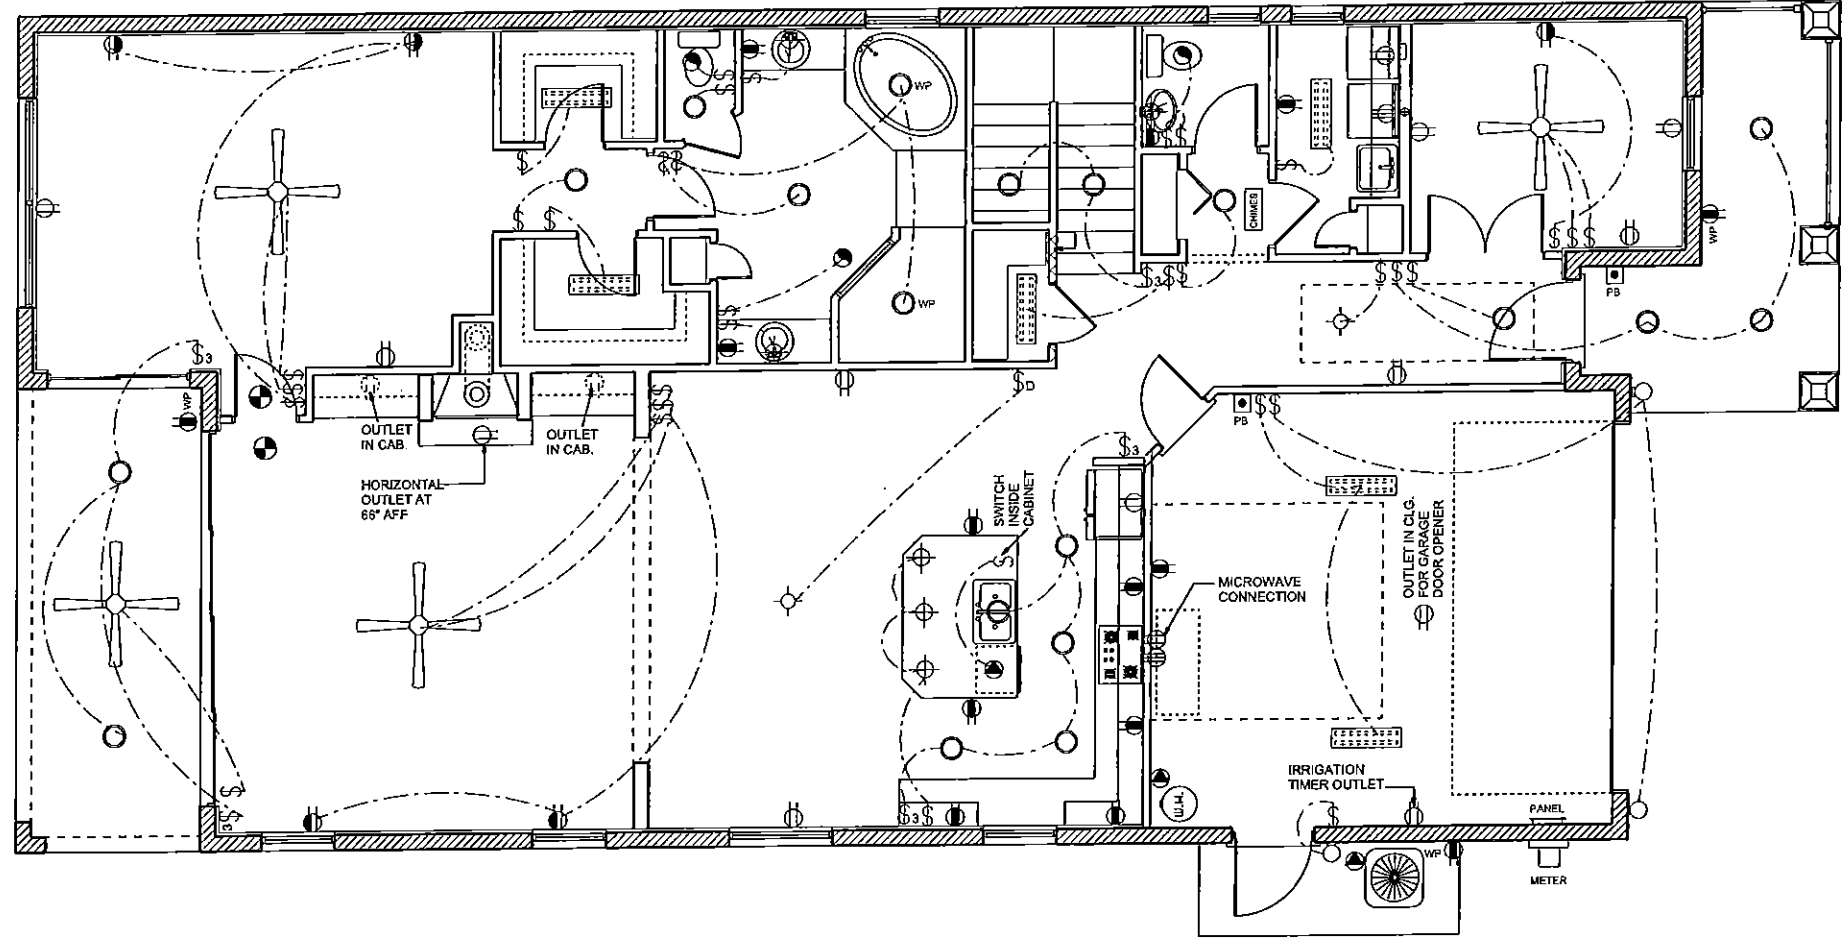 WP
CHIMES
WP
WP
PB
3
3
D
WP
OUTLET
IN CAB.
OUTLET
IN CAB.
HORIZONTAL
OUTLET AT
66" AFF
PB
3
SWITCH
INSIDE
CABINET
OUTLET IN CLG.
FOR GARAGE
DOOR OPENER
MICROWAVE
CONNECTION
IRRIGATION
TIMER OUTLET
W.H.
PANEL
3
3
WP
METER